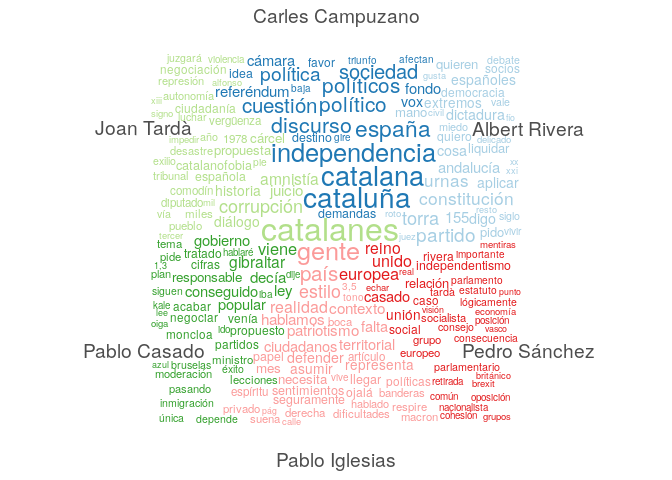 Carles Campuzano
juzgará violencia cámara favor triunfo afectan quieren debate
negociación idea política sociedad gusta socios
represión alfonso referéndum baja políticos fondo españoles
autonomía democracia
xiii ciudadanía cuestión político vox extremos vale
signo luchar vergüenza mano civil dictadura
Joan Tardà discurso españa miedo Albert Rivera
impedir año 1978 cárcel destino gire quiero delicado
desastre propuesta independencia cosa liquidar
exilio catalanofobia pie andalucía xx
tribunal española amnistía catalana urnas aplicar xxi
comodín historia juicio
diputado mil corrupción cataluña constitución
vía miles demandas roto torra 155 digo resto siglo
pueblo diálogo catalanes partido pido vivir
tercer juez
tema gobierno viene gente reino mentiras
pide tratado hablaré rivera importante
1,3 cifras gibraltar unido independentismo
plan responsable decía dije país europea real relación parlamento
siguen conseguido iba ley estilo 3,5 echar tardà estatuto punto
kale acabar popular tono casado caso lógicamente
lee negociar venía realidad contexto visión economía
oiga hablamos boca unión socialista posición
ido propuesto patriotismo falta social consejo vasco
moncloa partidos ciudadanos territorial grupo consecuencia
Pablo Casado europeo Pedro Sánchez
ministro papel defender artículo
azul bruselas éxito mes asumir representa parlamentario
moderación lecciones necesita vive llegar políticas retirada británico
brexit
pasando espíritu sentimientos ojalá banderas común oposición
inmigración seguramente hablado respire nacionalista
privado pág derecha dificultades macron cohesión grupos
única depende suena calle
Pablo Iglesias